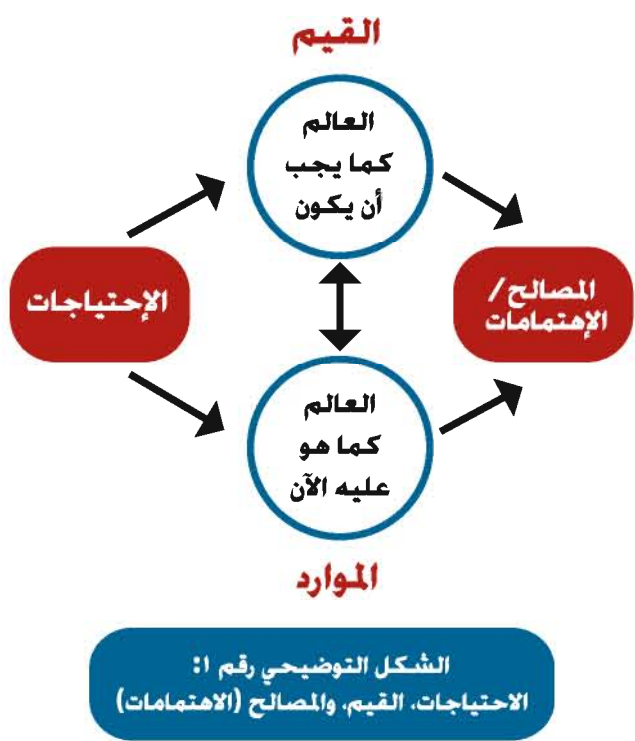 القيم
العالم
كما يجب
أن يكون
الإحتياجات
المصالح/
الإهتمامات
العالم
كما هو
عليه الآن
الموارد
الشكل التوضيحي رقم ١:
الاحتياجات، القيم، والمصالح (الاهتمامات)